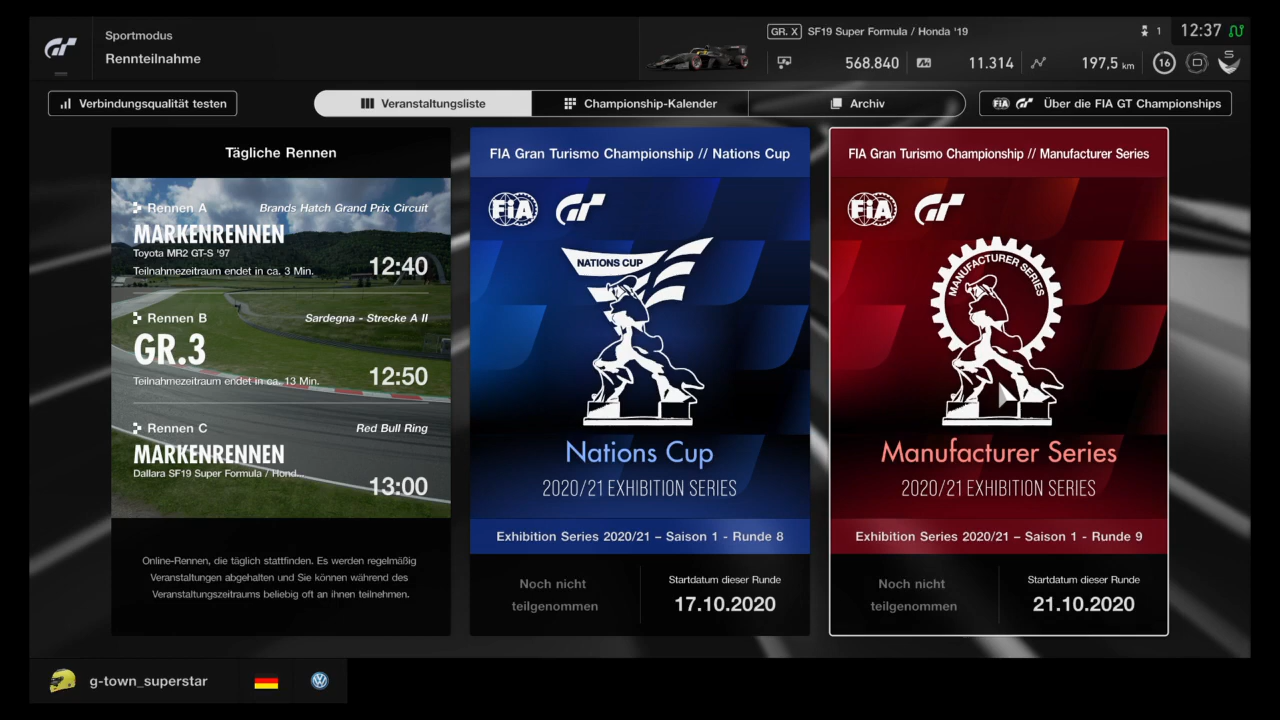 Sportmodus
Rennteilnahme
GR. X SF19 Super Formula / Honda '19
1
12:37
568.840
11.314
197,5 km
16
S
Verbindungsqualität testen
Veranstaltungsliste
Championship-Kalender
Archiv
FIA GT Über die FIA GT Championships
Tägliche Rennen
Rennen A
Brands Hatch Grand Prix Circuit
MARKENRENNEN
Toyota MR2 GT-S '97
Teilnahmezeitraum endet in ca. 3 Min.
12:40
Rennen B
Sardegna - Strecke A II
GR.3
Teilnahmezeitraum endet in ca. 13 Min.
12:50
Rennen C
Red Bull Ring
MARKENRENNEN
Dallara SF19 Super Formula / Hond...
13:00
Online-Rennen, die täglich stattfinden. Es werden regelmäßig
Veranstaltungen abgehalten und Sie können während des
Veranstaltungszeitraums beliebig oft an ihnen teilnehmen.
FIA Gran Turismo Championship // Nations Cup
FIA GT
NATIONS CUP
Nations Cup
2020/21 EXHIBITION SERIES
Exhibition Series 2020/21 – Saison 1 - Runde 8
Noch nicht
teilgenommen
Startdatum dieser Runde
17.10.2020
FIA Gran Turismo Championship // Manufacturer Series
FIA GT
MANUFACTURER SERIES
Manufacturer Series
2020/21 EXHIBITION SERIES
Exhibition Series 2020/21 – Saison 1 - Runde 9
Noch nicht
teilgenommen
Startdatum dieser Runde
21.10.2020
g-town_superstar